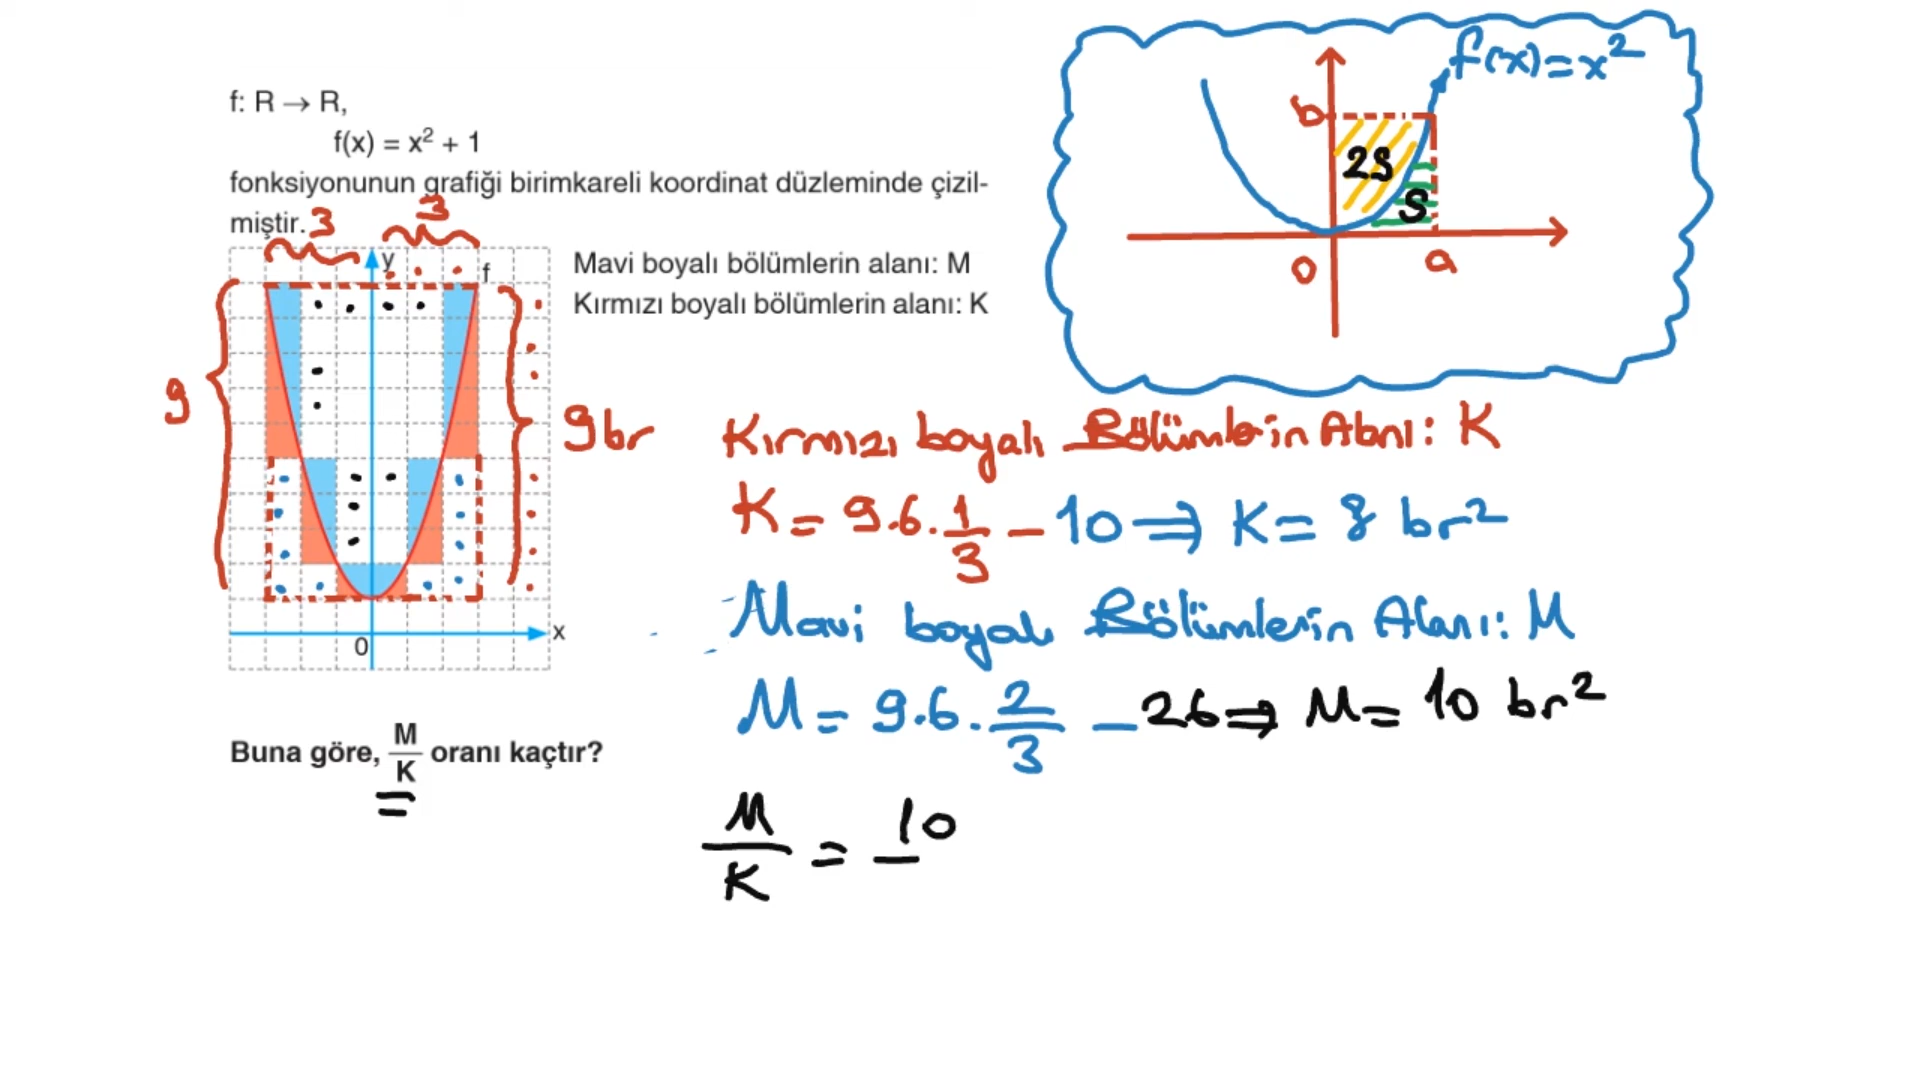 f: R → R,
f(x) = x² + 1
fonksiyonunun grafiği birimkareli koordinat düzleminde çizil-
miştir.
3 3
y
f
9
9br
0
x
Mavi boyalı bölümlerin alanı: M
Kırmızı boyalı bölümlerin alanı: K
Buna göre, M/K oranı kaçtır?
f(x)=x²
b
2S
S
0
a
Kırmızı boyalı Bölümlerin Alanı: K
K = 9.6.1/3 - 10 ⇒ K = 8 br²
Mavi boyalı Bölümlerin Alanı: M
M = 9.6.2/3 - 26 ⇒ M = 10 br²
M/K = 10